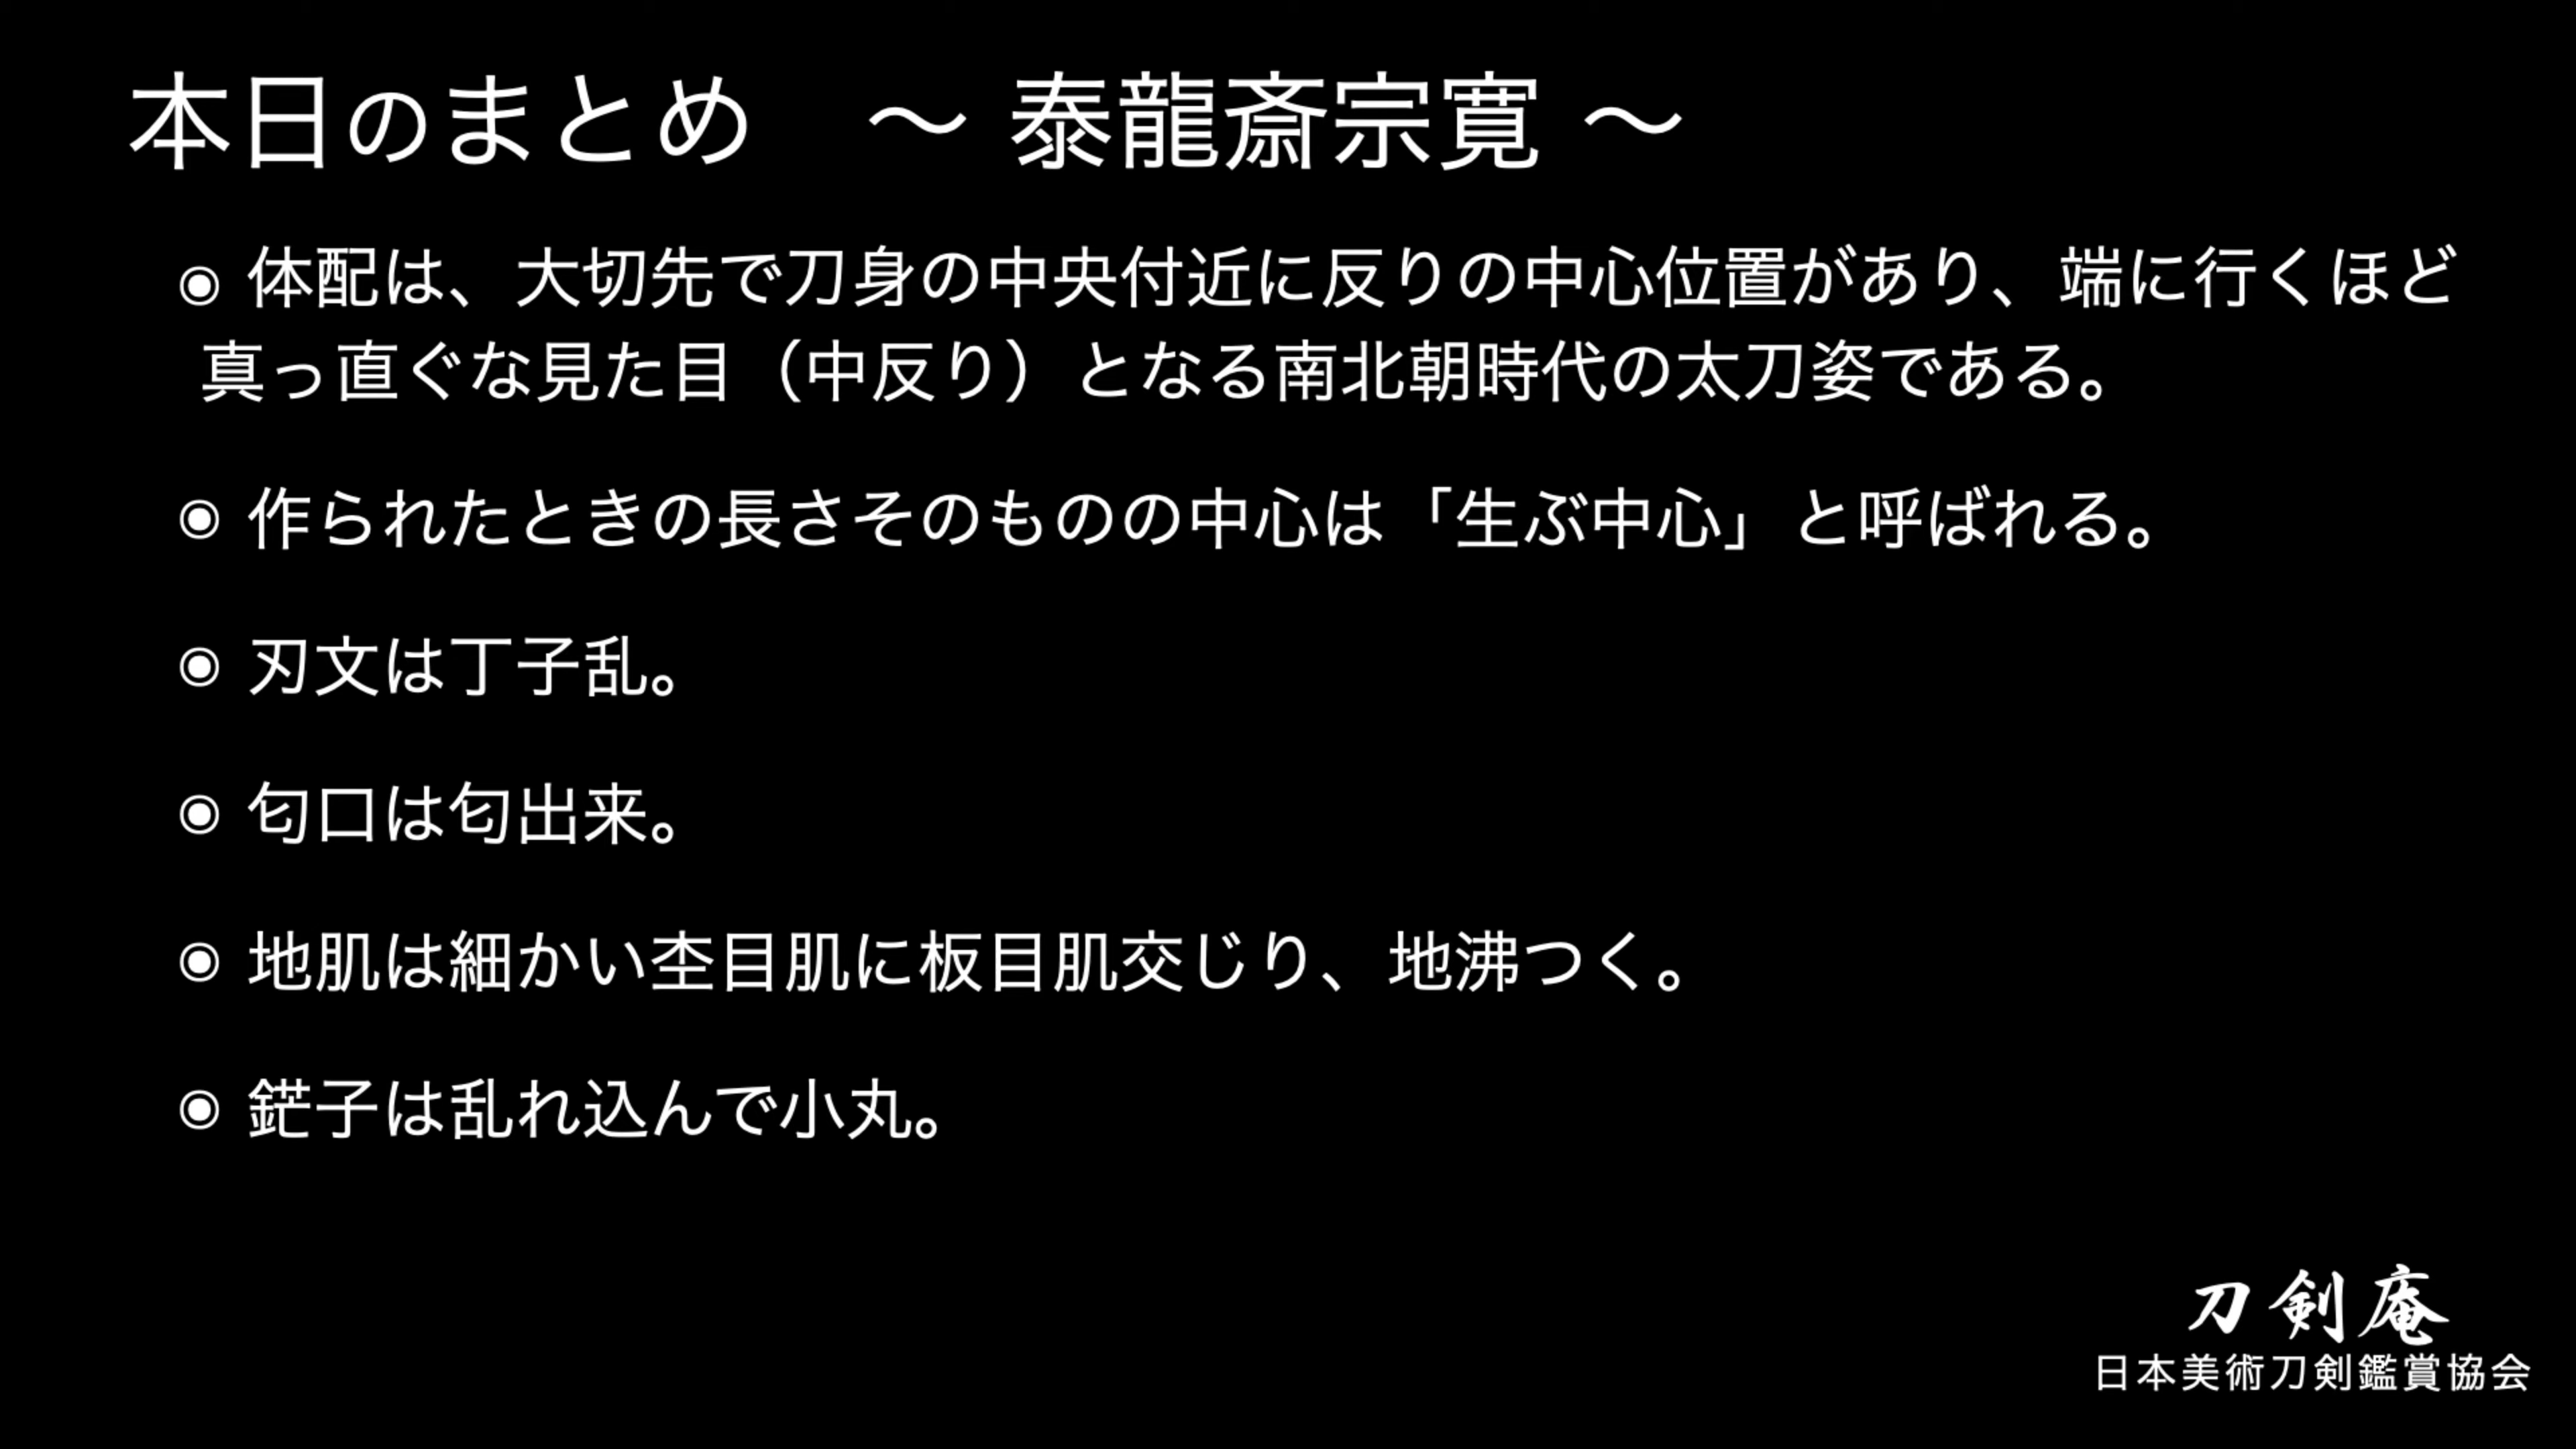 本日のまとめ　～ 泰龍斎宗寛 ～
◉ 体配は、大切先で刀身の中央付近に反りの中心位置があり、端に行くほど
真っ直ぐな見た目（中反り）となる南北朝時代の太刀姿である。
◉ 作られたときの長さそのものの中心は「生ぶ中心」と呼ばれる。
◉ 刃文は丁子乱。
◉ 匂口は匂出来。
◉ 地肌は細かい杢目肌に板目肌交じり、地沸つく。
◉ 鋩子は乱れ込んで小丸。
刀剣庵
日本美術刀剣鑑賞協会